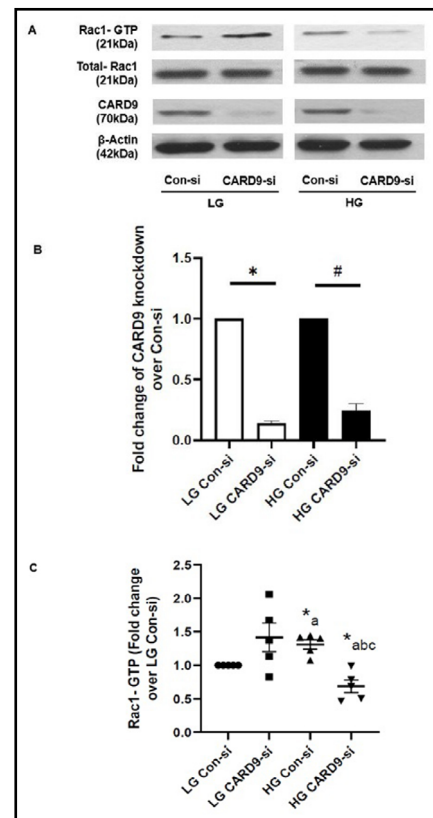 A
Rac1- GTP
(21kDa)
Total- Rac1
(21kDa)
CARD9
(70kDa)
β-Actin
(42kDa)
Con-si CARD9-si Con-si CARD9-si
LG HG
B
Fold change of CARD9 knockdown
over Con-si
1.5
1.0
0.5
0.0
* #
LG Con-si
LG CARD9-si
HG Con-si
HG CARD9-si
C
Rac1- GTP (Fold change
over LG Con-si)
2.5
2.0
1.5
1.0
0.5
0.0
*a
*abc
LG Con-si
LG CARD9-si
HG Con-si
HG CARD9-si